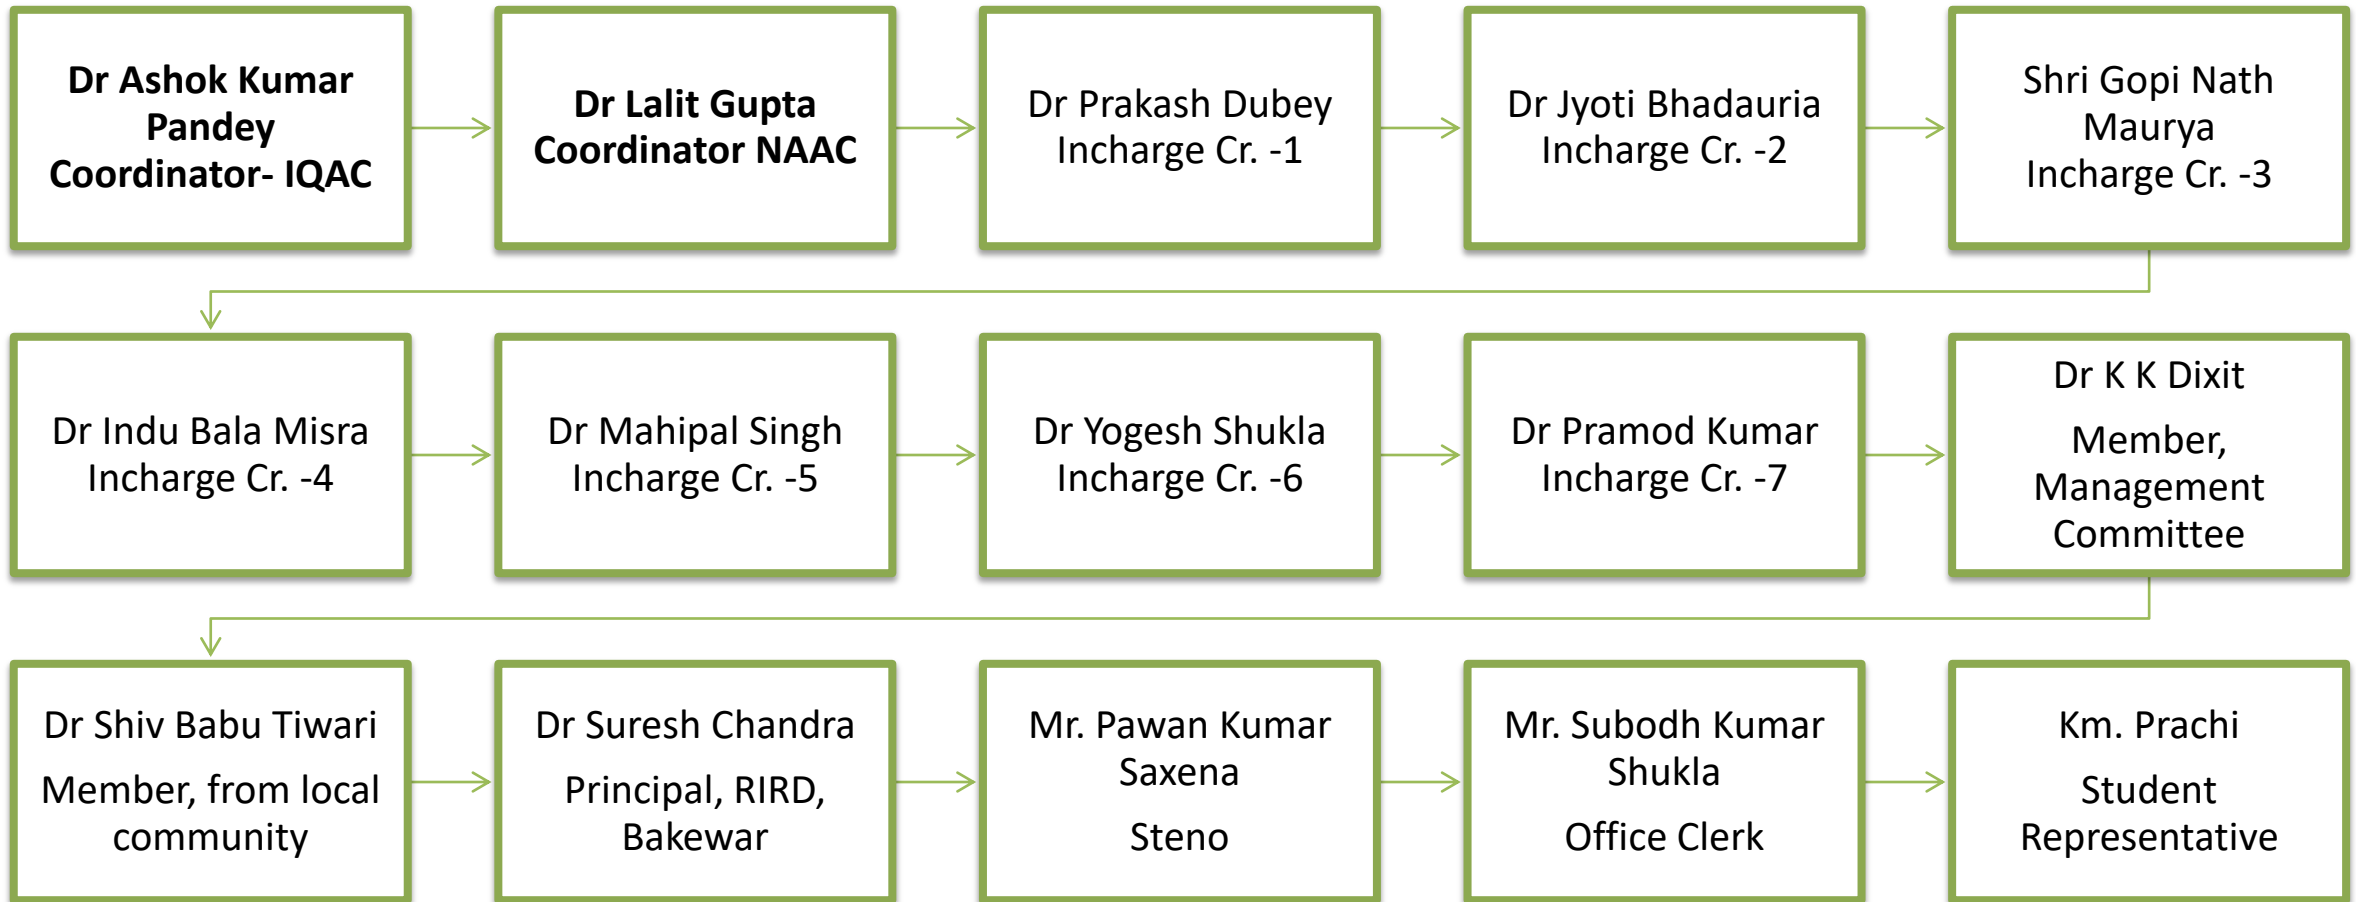 Dr Ashok Kumar
Pandey
Coordinator- IQAC
Dr Lalit Gupta
Coordinator NAAC
Dr Prakash Dubey
Incharge Cr. -1
Dr Jyoti Bhadauria
Incharge Cr. -2
Shri Gopi Nath
Maurya
Incharge Cr. -3
Dr Indu Bala Misra
Incharge Cr. -4
Dr Mahipal Singh
Incharge Cr. -5
Dr Yogesh Shukla
Incharge Cr. -6
Dr Pramod Kumar
Incharge Cr. -7
Dr K K Dixit
Member,
Management
Committee
Dr Shiv Babu Tiwari
Member, from local
community
Dr Suresh Chandra
Principal, RIRD,
Bakewar
Mr. Pawan Kumar
Saxena
Steno
Mr. Subodh Kumar
Shukla
Office Clerk
Km. Prachi
Student
Representative